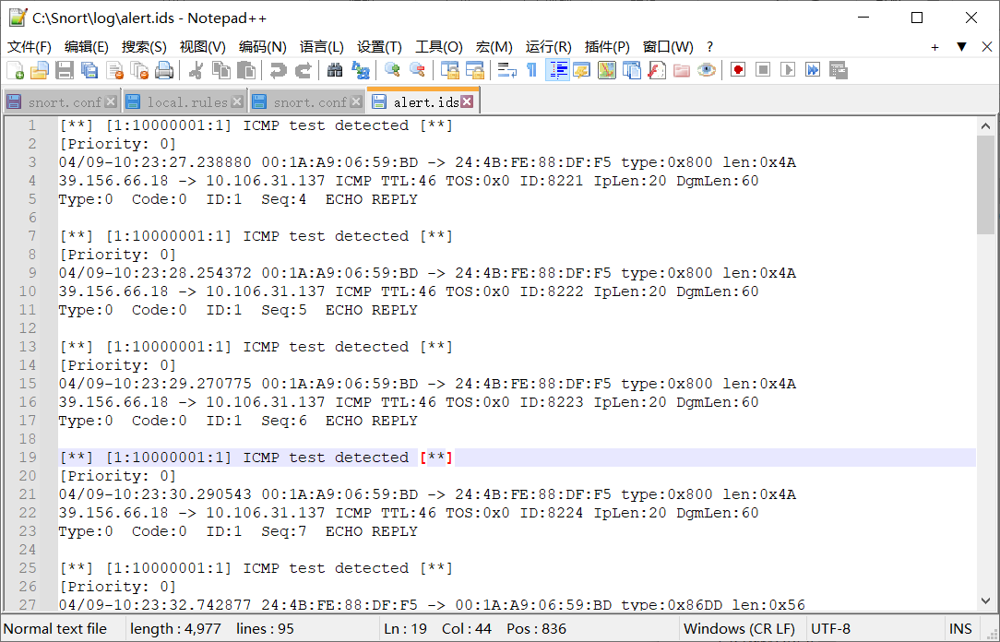 C:\Snort\log\alert.ids - Notepad++
文件(F) 编辑(E) 搜索(S) 视图(V) 编码(N) 语言(L) 设置(T) 工具(O) 宏(M) 运行(R) 插件(P) 窗口(W) ? + ▼ X
snort.conf local.rules snort.conf alert.ids
1 [**] [1:10000001:1] ICMP test detected [**]
2 [Priority: 0]
3 04/09-10:23:27.238880 00:1A:A9:06:59:BD -> 24:4B:FE:88:DF:F5 type:0x800 len:0x4A
4 39.156.66.18 -> 10.106.31.137 ICMP TTL:46 TOS:0x0 ID:8221 IpLen:20 DgmLen:60
5 Type:0  Code:0  ID:1  Seq:4  ECHO REPLY
6
7 [**] [1:10000001:1] ICMP test detected [**]
8 [Priority: 0]
9 04/09-10:23:28.254372 00:1A:A9:06:59:BD -> 24:4B:FE:88:DF:F5 type:0x800 len:0x4A
10 39.156.66.18 -> 10.106.31.137 ICMP TTL:46 TOS:0x0 ID:8222 IpLen:20 DgmLen:60
11 Type:0  Code:0  ID:1  Seq:5  ECHO REPLY
12
13 [**] [1:10000001:1] ICMP test detected [**]
14 [Priority: 0]
15 04/09-10:23:29.270775 00:1A:A9:06:59:BD -> 24:4B:FE:88:DF:F5 type:0x800 len:0x4A
16 39.156.66.18 -> 10.106.31.137 ICMP TTL:46 TOS:0x0 ID:8223 IpLen:20 DgmLen:60
17 Type:0  Code:0  ID:1  Seq:6  ECHO REPLY
18
19 [**] [1:10000001:1] ICMP test detected [**]
20 [Priority: 0]
21 04/09-10:23:30.290543 00:1A:A9:06:59:BD -> 24:4B:FE:88:DF:F5 type:0x800 len:0x4A
22 39.156.66.18 -> 10.106.31.137 ICMP TTL:46 TOS:0x0 ID:8224 IpLen:20 DgmLen:60
23 Type:0  Code:0  ID:1  Seq:7  ECHO REPLY
24
25 [**] [1:10000001:1] ICMP test detected [**]
26 [Priority: 0]
27 04/09-10:23:32.742877 24:4B:FE:88:DF:F5 -> 00:1A:A9:06:59:BD type:0x86DD len:0x56
Normal text file length : 4,977 lines : 95 Ln : 19 Col : 44 Pos : 836 Windows (CR LF) UTF-8 INS